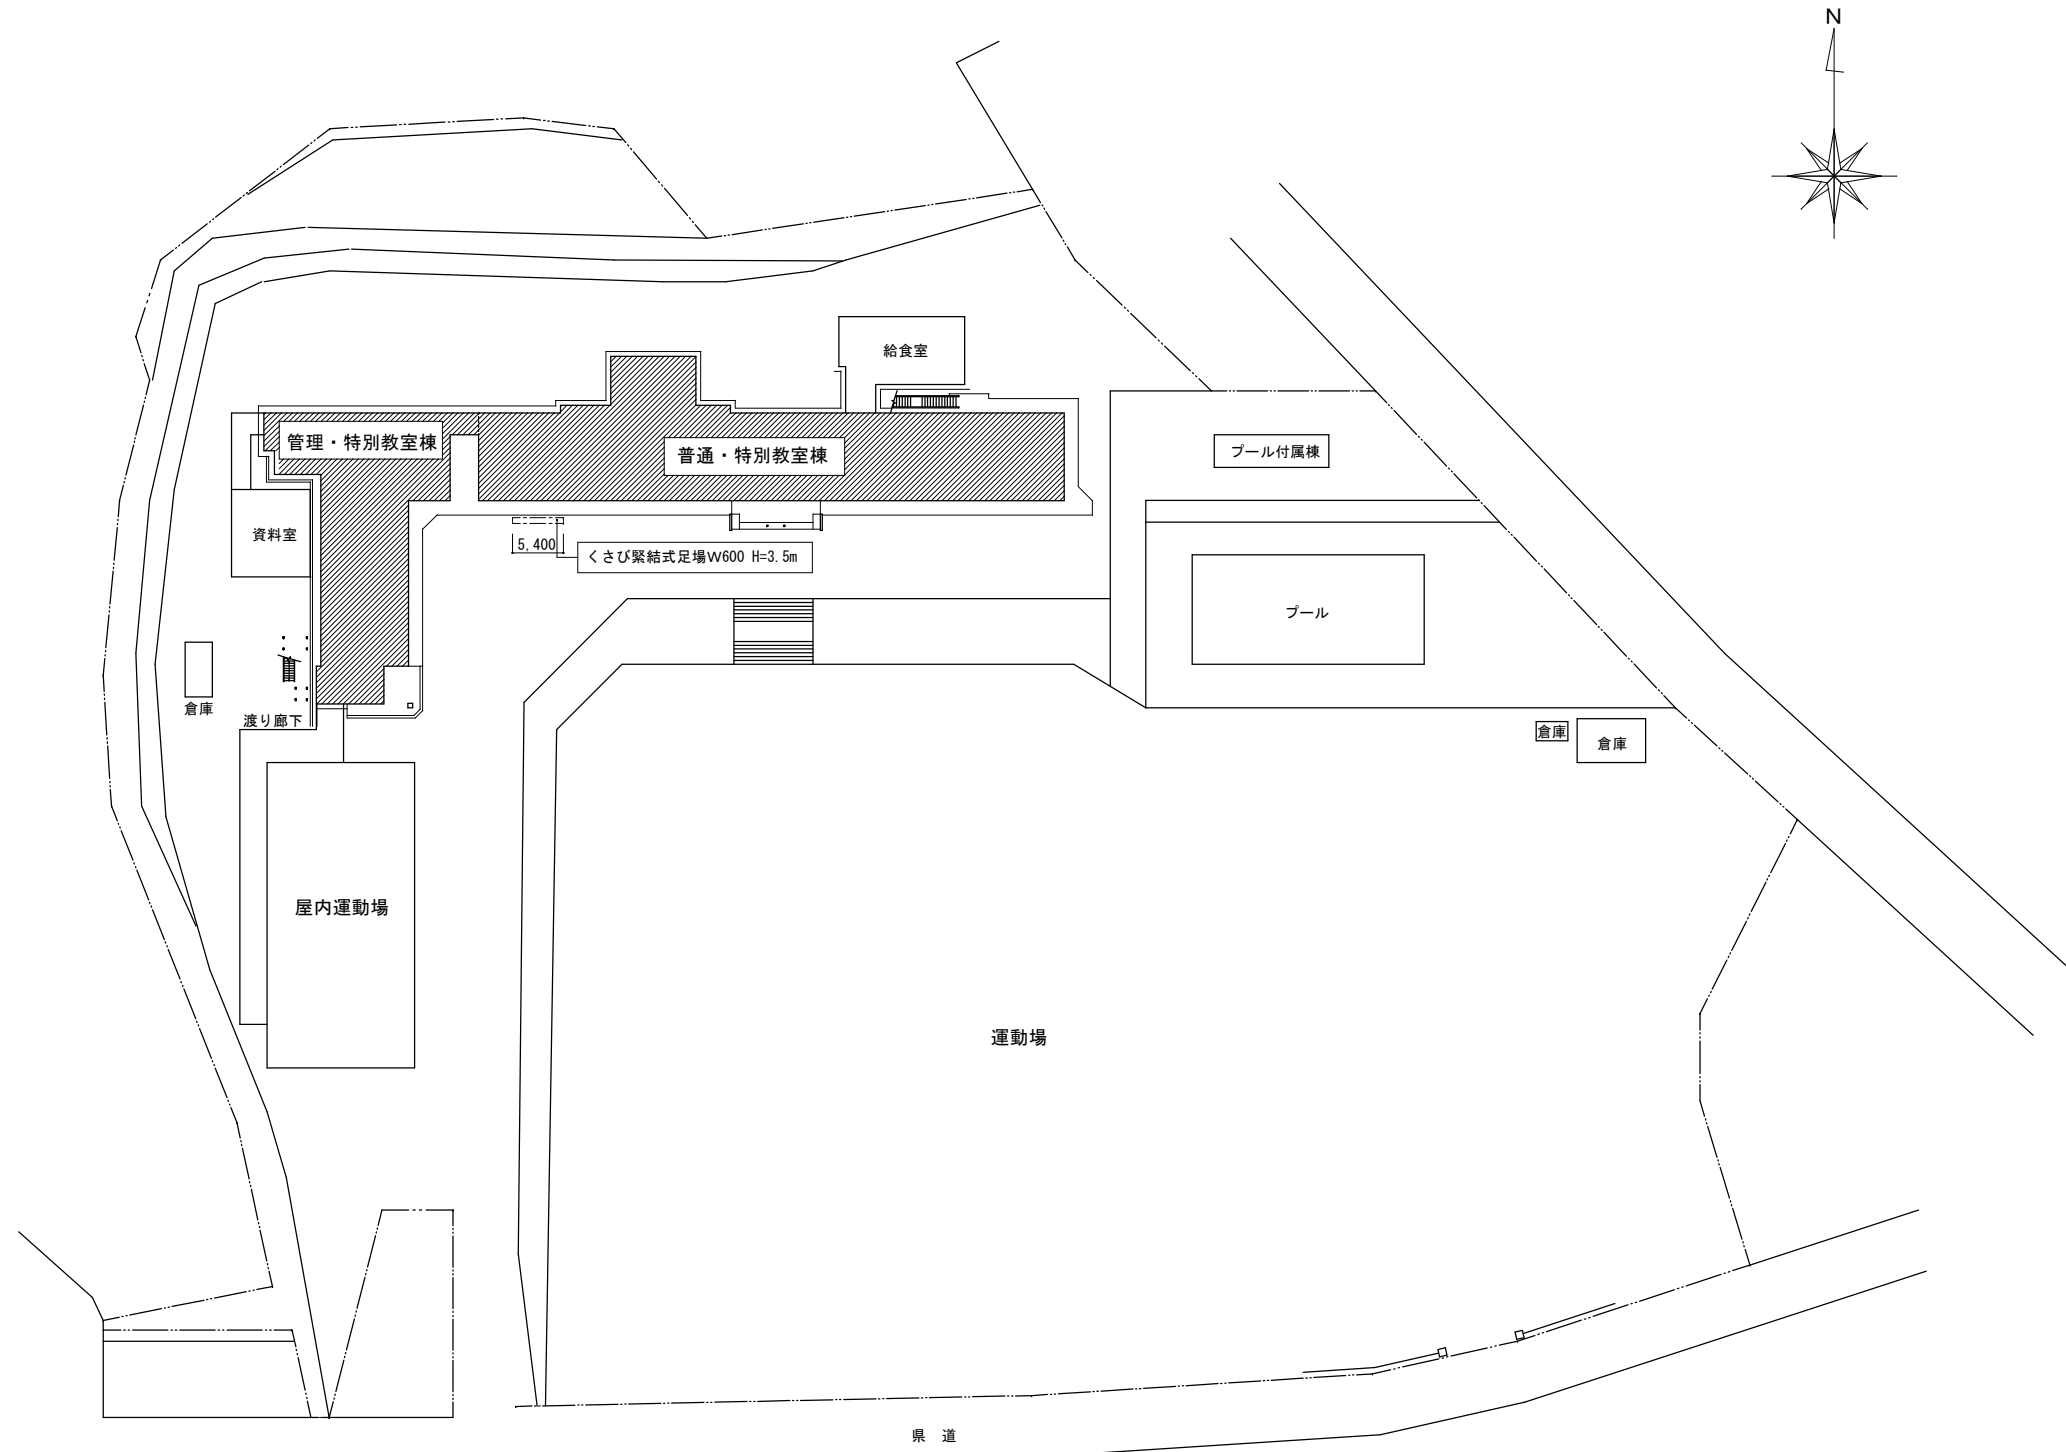 N
給食室
管理・特別教室棟
普通・特別教室棟
プール付属棟
資料室
5,400
くさび緊結式足場W600 H=3.5m
プール
倉庫
渡り廊下
倉庫
倉庫
屋内運動場
運動場
県 道